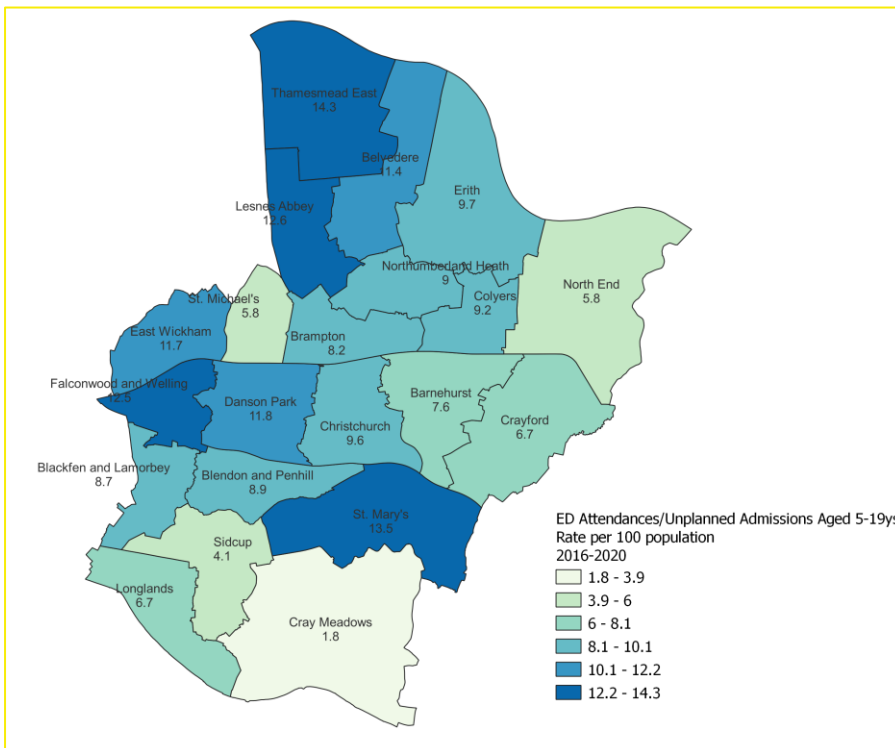 Thamesmead East
14.3
Belvedere
11.4
Lesnes Abbey
12.6
Erith
9.7
Northumberland Heath
9
Colyers
9.2
North End
5.8
St. Michael's
5.8
East Wickham
11.7
Brampton
8.2
Falconwood and Welling
12.5
Danson Park
11.8
Barnehurst
7.6
Christchurch
9.6
Crayford
6.7
Blackfen and Lamorbey
8.7
Blendon and Penhill
8.9
St. Mary's
13.5
Sidcup
4.1
Longlands
6.7
Cray Meadows
1.8
ED Attendances/Unplanned Admissions Aged 5-19ys
Rate per 100 population
2016-2020
1.8 - 3.9
3.9 - 6
6 - 8.1
8.1 - 10.1
10.1 - 12.2
12.2 - 14.3